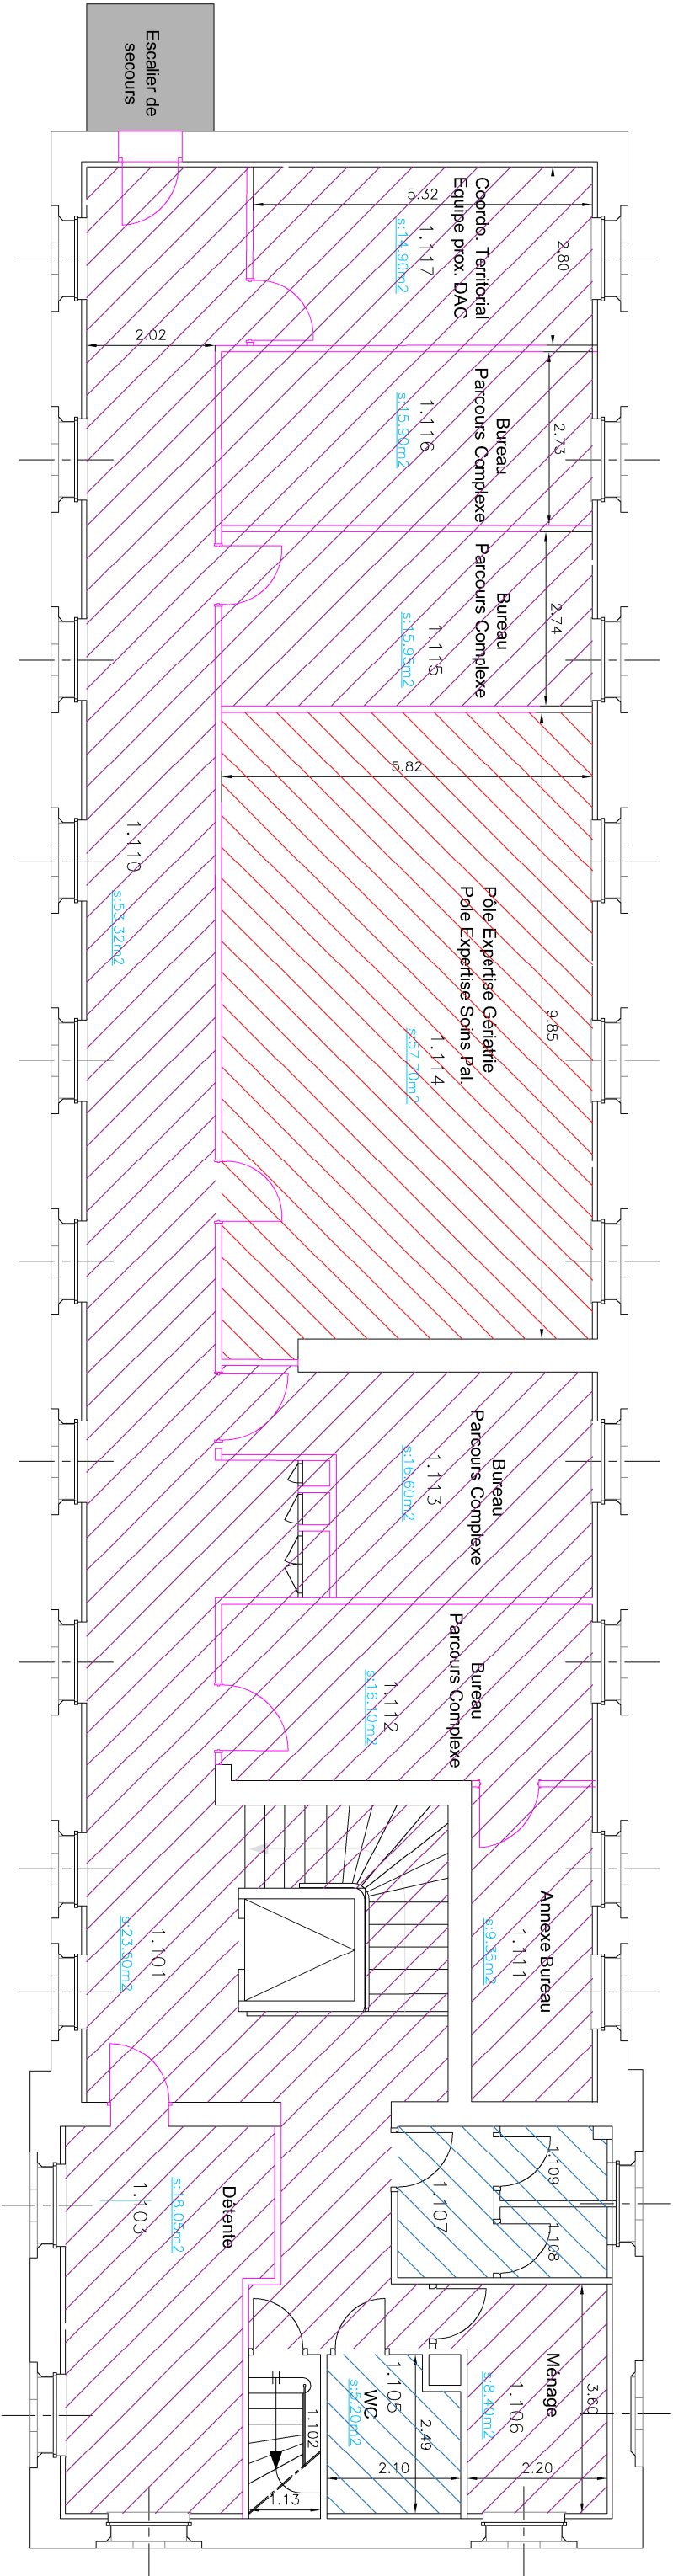 Escalier de
secours
Coordo. Territorial
Equipe prox. DAC
1.117
s:14.90m2
5.32
2.80
2.02
Bureau
Parcours Complexe
1.116
s:15.90m2
2.73
Bureau
Parcours Complexe
1.115
s:15.95m2
2.74
5.82
Pôle Expertise Gériatrie
Pole Expertise Soins Pal.
1.114
s:57.70m2
9.85
1.110
s:53.32m2
Bureau
Parcours Complexe
1.113
s:16.60m2
Bureau
Parcours Complexe
1.112
s:16.10m2
Annexe Bureau
1.111
s:9.35m2
1.101
s:23.50m2
1.109
1.108
1.107
Détente
s:18.05m2
1.103
Ménage
1.106
s:8.40m2
3.60
2.20
1.105
WC
s:5.20m2
2.49
2.10
1.102
1.13